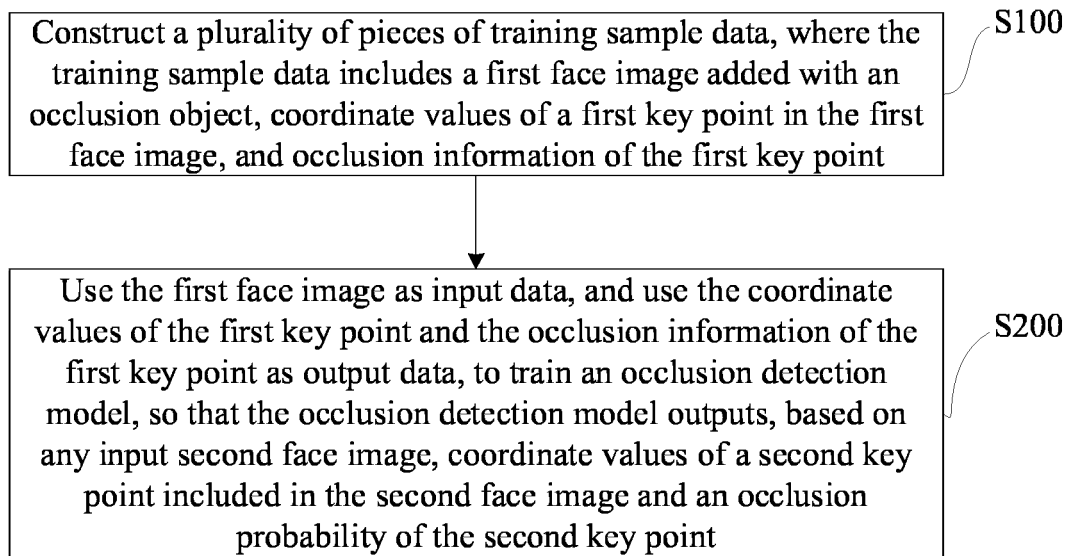 Construct a plurality of pieces of training sample data, where the
training sample data includes a first face image added with an
occlusion object, coordinate values of a first key point in the first
face image, and occlusion information of the first key point
S100
Use the first face image as input data, and use the coordinate
values of the first key point and the occlusion information of the
first key point as output data, to train an occlusion detection
model, so that the occlusion detection model outputs, based on
any input second face image, coordinate values of a second key
point included in the second face image and an occlusion
probability of the second key point
S200